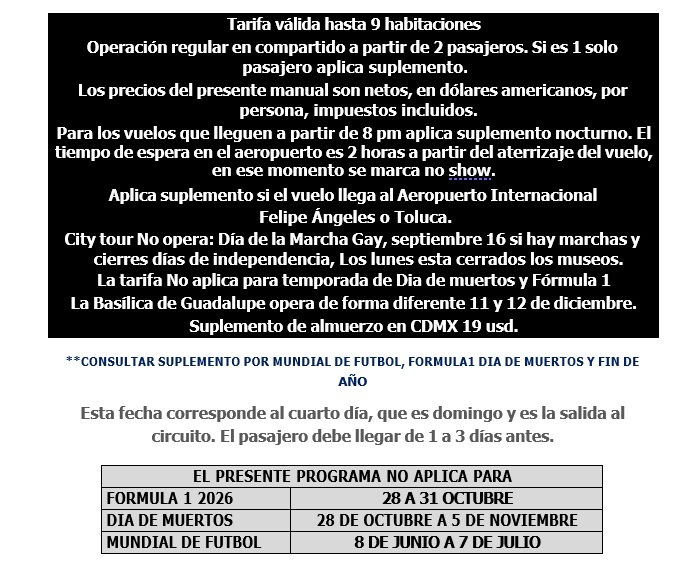 Tarifa válida hasta 9 habitaciones
Operación regular en compartido a partir de 2 pasajeros. Si es 1 solo
pasajero aplica suplemento.
Los precios del presente manual son netos, en dólares americanos, por
persona, impuestos incluidos.
Para los vuelos que lleguen a partir de 8 pm aplica suplemento nocturno. El
tiempo de espera en el aeropuerto es 2 horas a partir del aterrizaje del vuelo,
en ese momento se marca no show.
Aplica suplemento si el vuelo llega al Aeropuerto Internacional
Felipe Ángeles o Toluca.
City tour No opera: Día de la Marcha Gay, septiembre 16 si hay marchas y
cierres días de independencia, Los lunes esta cerrados los museos.
La tarifa No aplica para temporada de Dia de muertos y Fórmula 1
La Basílica de Guadalupe opera de forma diferente 11 y 12 de diciembre.
Suplemento de almuerzo en CDMX 19 usd.
**CONSULTAR SUPLEMENTO POR MUNDIAL DE FUTBOL, FORMULA1 DIA DE MUERTOS Y FIN DE
AÑO
Esta fecha corresponde al cuarto día, que es domingo y es la salida al
circuito. El pasajero debe llegar de 1 a 3 días antes.
EL PRESENTE PROGRAMA NO APLICA PARA
FORMULA 1 2026 28 A 31 OCTUBRE
DIA DE MUERTOS 28 DE OCTUBRE A 5 DE NOVIEMBRE
MUNDIAL DE FUTBOL 8 DE JUNIO A 7 DE JULIO